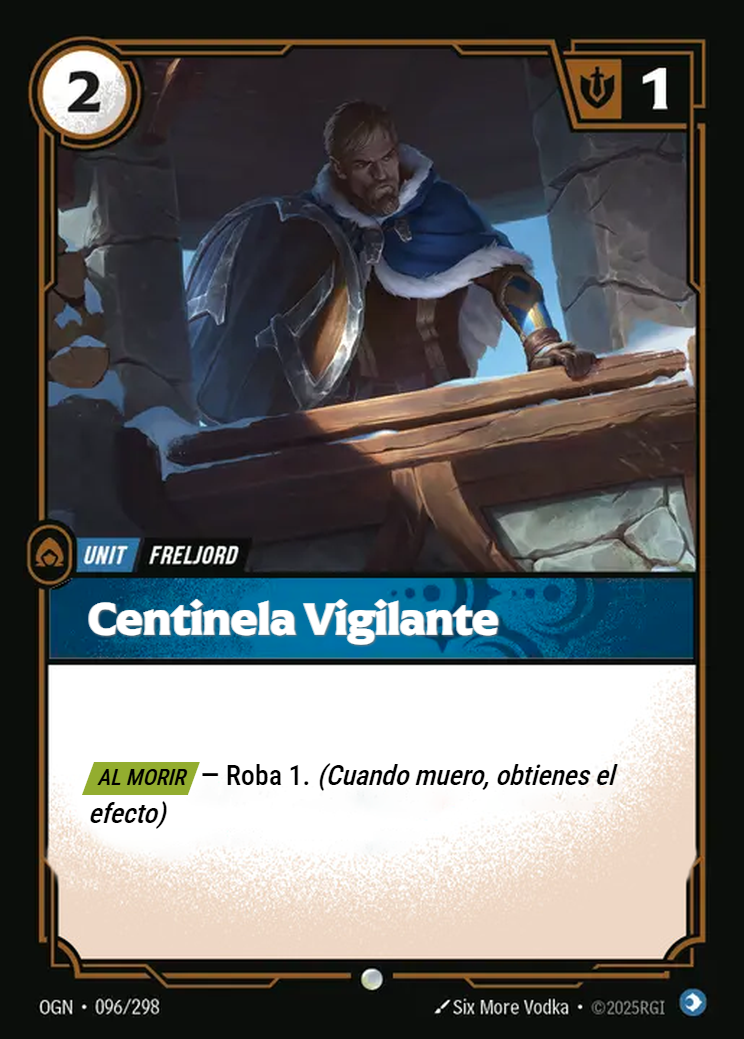 2
1
UNIT FRELJORD
Centinela Vigilante
AL MORIR — Roba 1. (Cuando muero, obtienes el
efecto)
OGN • 096/298 Six More Vodka • ©2025RGI